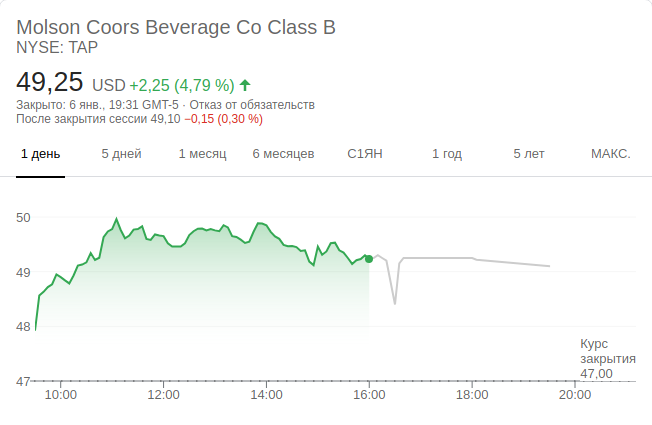 Molson Coors Beverage Co Class B
NYSE: TAP
49,25 USD +2,25 (4,79 %)
Закрыто: 6 янв., 19:31 GMT-5 · Отказ от обязательств
После закрытия сессии 49,10 −0,15 (0,30 %)
1 день 5 дней 1 месяц 6 месяцев С1ЯН 1 год 5 лет МАКС.
50
49
48
Курс
закрытия
47,00
47
10:00 12:00 14:00 16:00 18:00 20:00